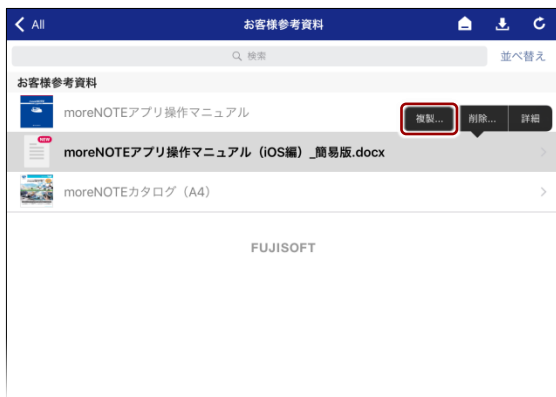 All
お客様参考資料
検索
並べ替え
お客様参考資料
moreNOTEアプリ操作マニュアル
複製...
削除...
詳細
NEW
moreNOTEアプリ操作マニュアル（iOS編）_簡易版.docx
moreNOTEカタログ（A4）
FUJISOFT